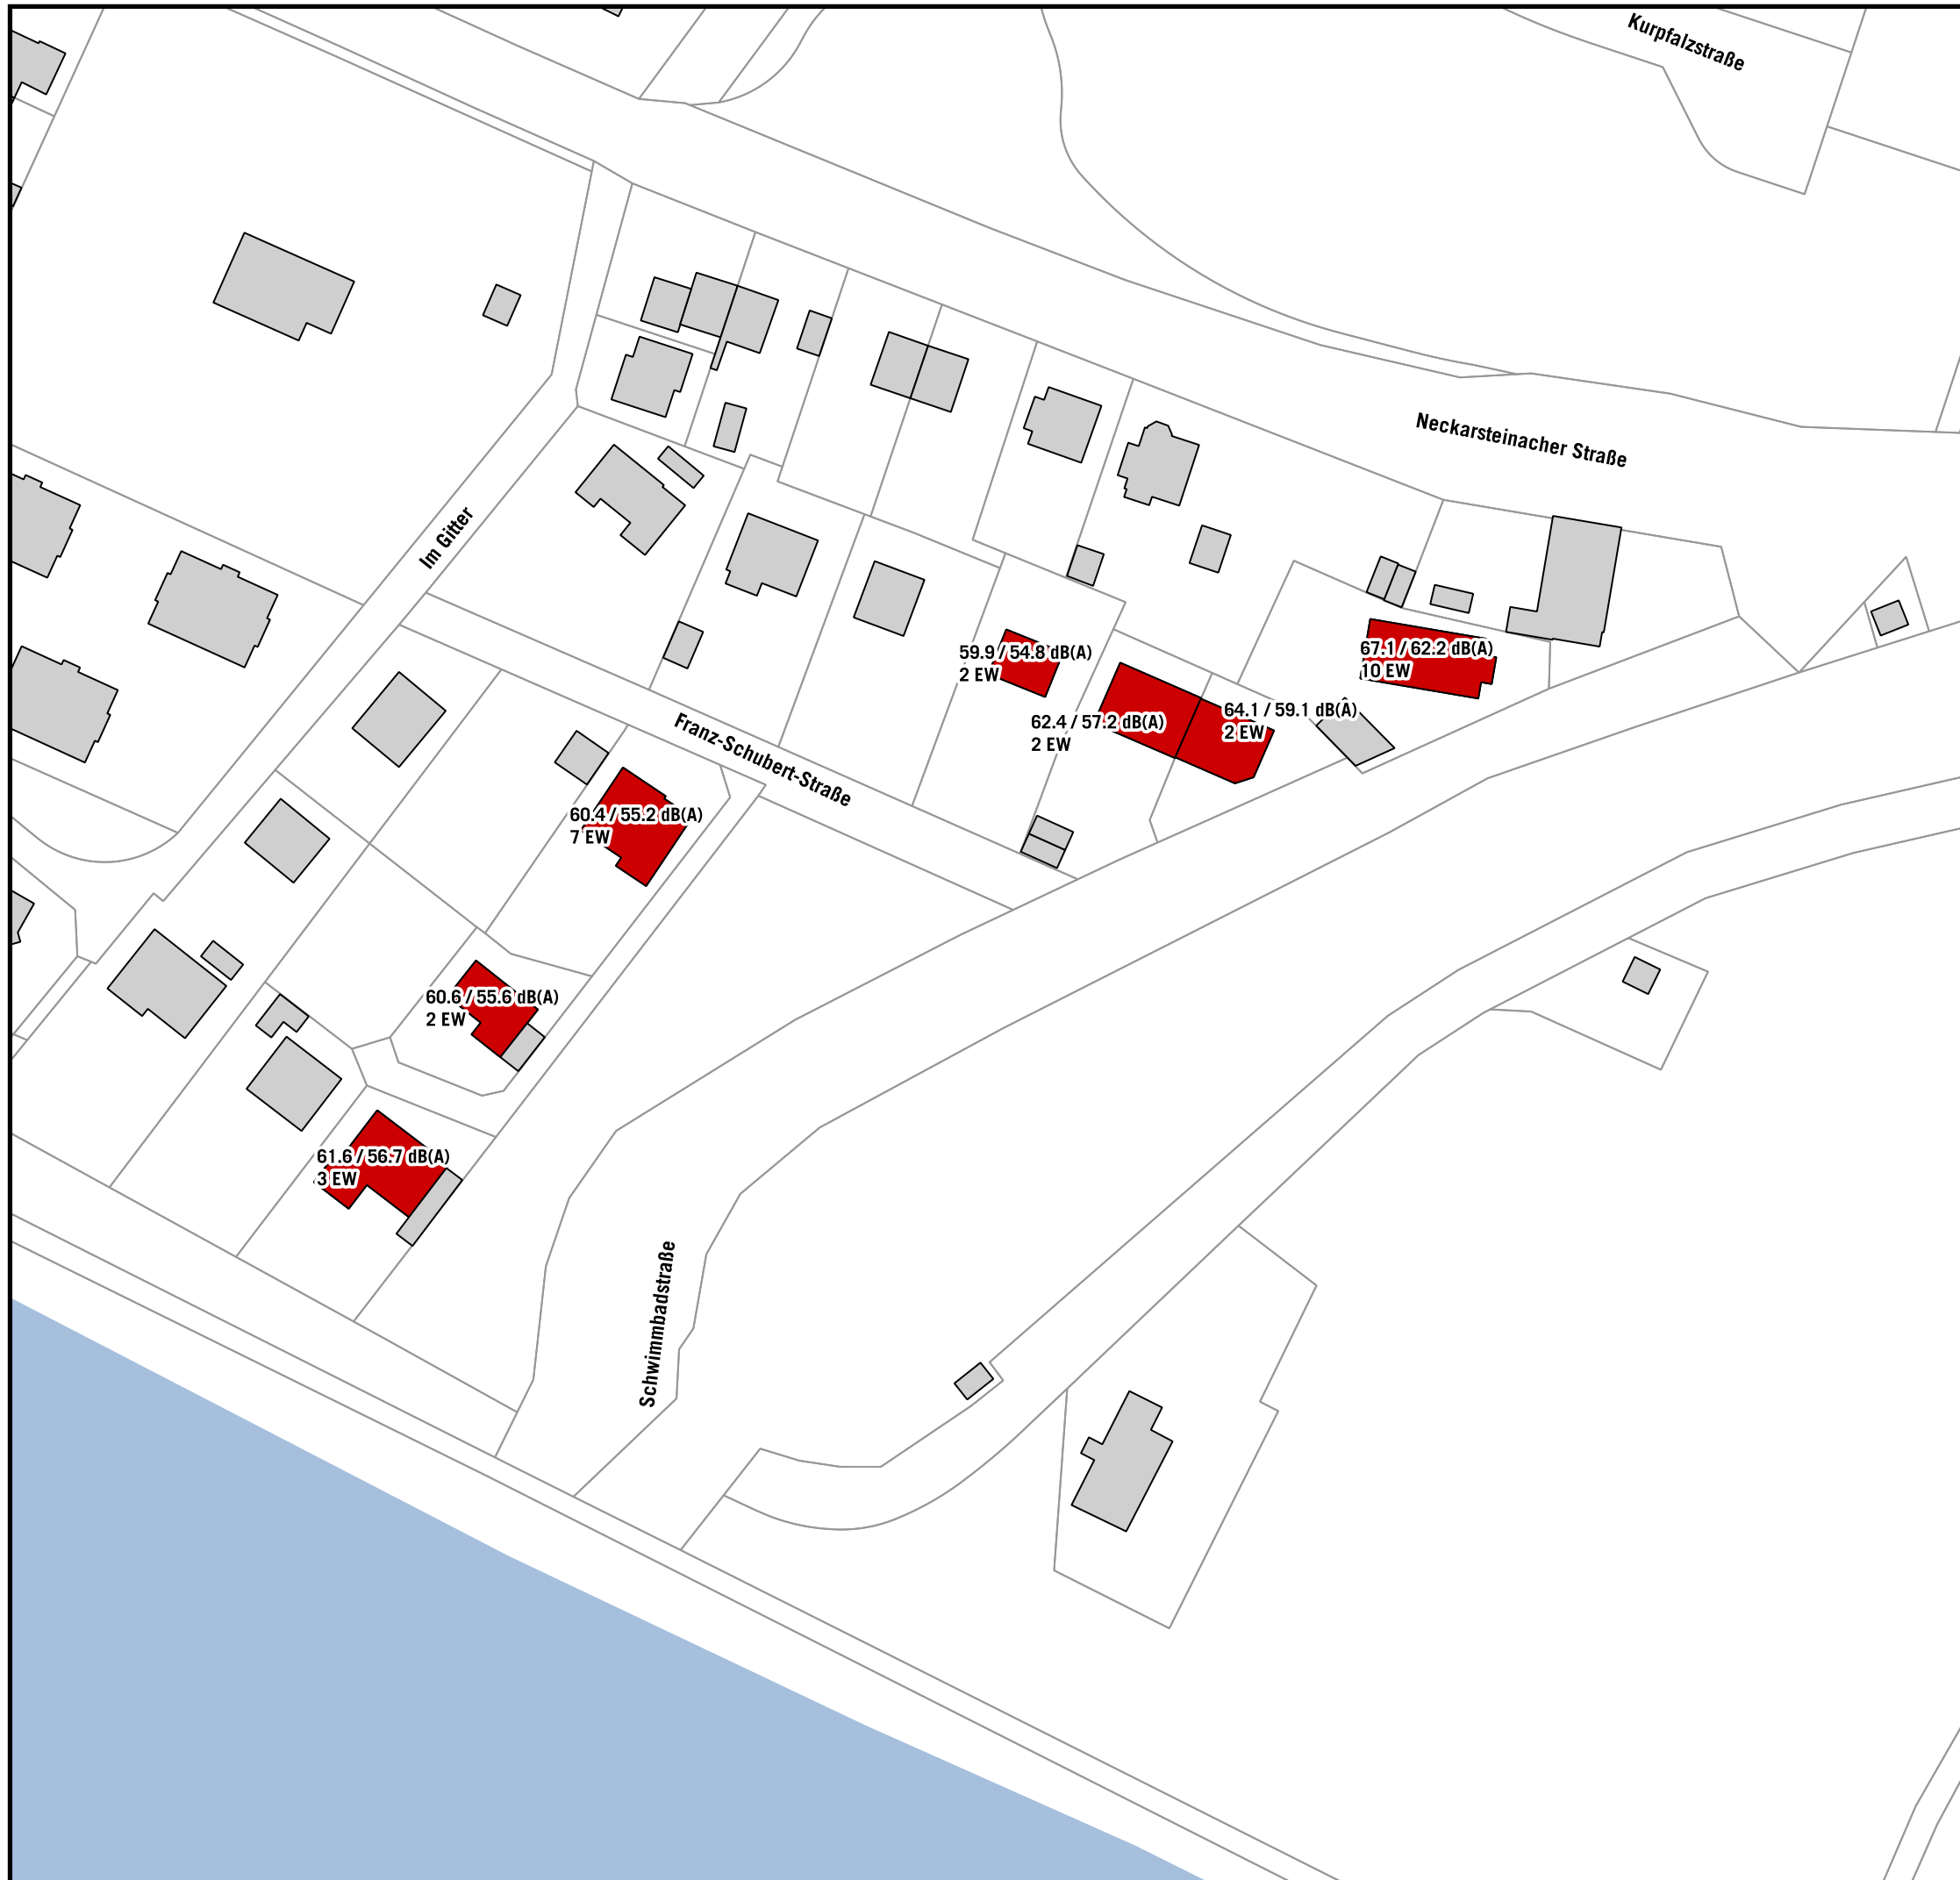 Kurpfalzstraße
Neckarsteinacher Straße
Im Gitter
59.9 / 54.8 dB(A)
2 EW
67.1 / 62.2 dB(A)
10 EW
62.4 / 57.2 dB(A)
2 EW
64.1 / 59.1 dB(A)
2 EW
Franz-Schubert-Straße
60.4 / 55.2 dB(A)
7 EW
60.6 / 55.6 dB(A)
2 EW
61.6 / 56.7 dB(A)
3 EW
Schwimmbadstraße